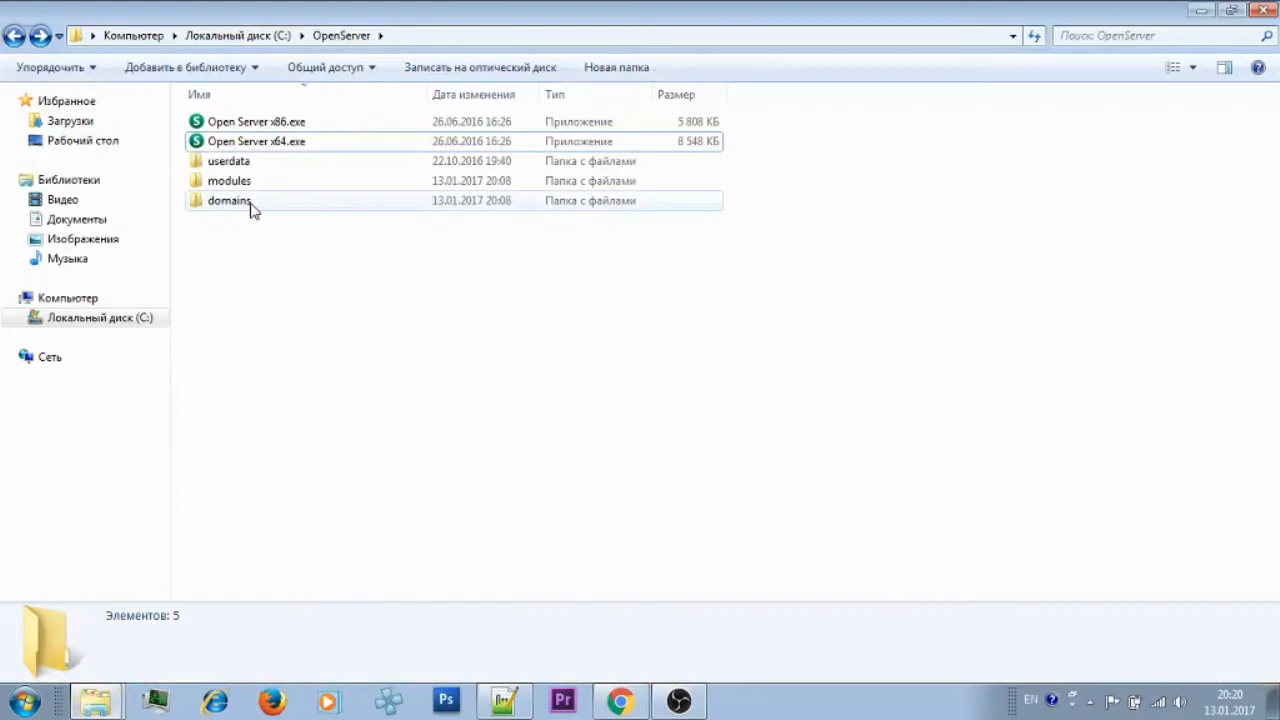 Компьютер Локальный диск (C:) OpenServer
Поиск: OpenServer
Упорядочить Добавить в библиотеку Общий доступ Записать на оптический диск Новая папка
Имя Дата изменения Тип Размер
Open Server x86.exe 26.06.2016 16:26 Приложение 5 808 КБ
Open Server x64.exe 26.06.2016 16:26 Приложение 8 548 КБ
userdata 22.10.2016 19:40 Папка с файлами
modules 13.01.2017 20:08 Папка с файлами
domains 13.01.2017 20:08 Папка с файлами
Избранное
Загрузки
Рабочий стол
Библиотеки
Видео
Документы
Изображения
Музыка
Компьютер
Локальный диск (C:)
Сеть
Элементов: 5
Ps
Pr
EN
20:20
13.01.2017